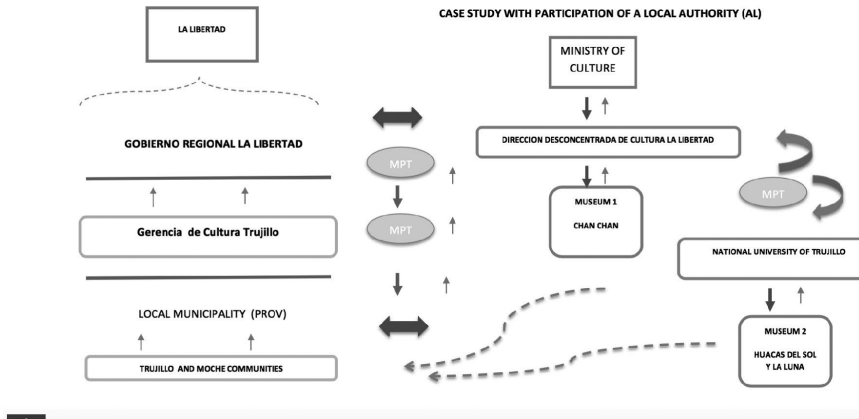 CASE STUDY WITH PARTICIPATION OF A LOCAL AUTHORITY (AL)
LA LIBERTAD
MINISTRY OF
CULTURE
GOBIERNO REGIONAL LA LIBERTAD
DIRECCION DESCONCENTRADA DE CULTURA LA LIBERTAD
MPT
MPT
MUSEUM 1
CHAN CHAN
Gerencia de Cultura Trujillo
MPT
NATIONAL UNIVERSITY OF TRUJILLO
LOCAL MUNICIPALITY (PROV)
MUSEUM 2
HUACAS DEL SOL
Y LA LUNA
TRUJILLO AND MOCHE COMMUNITIES